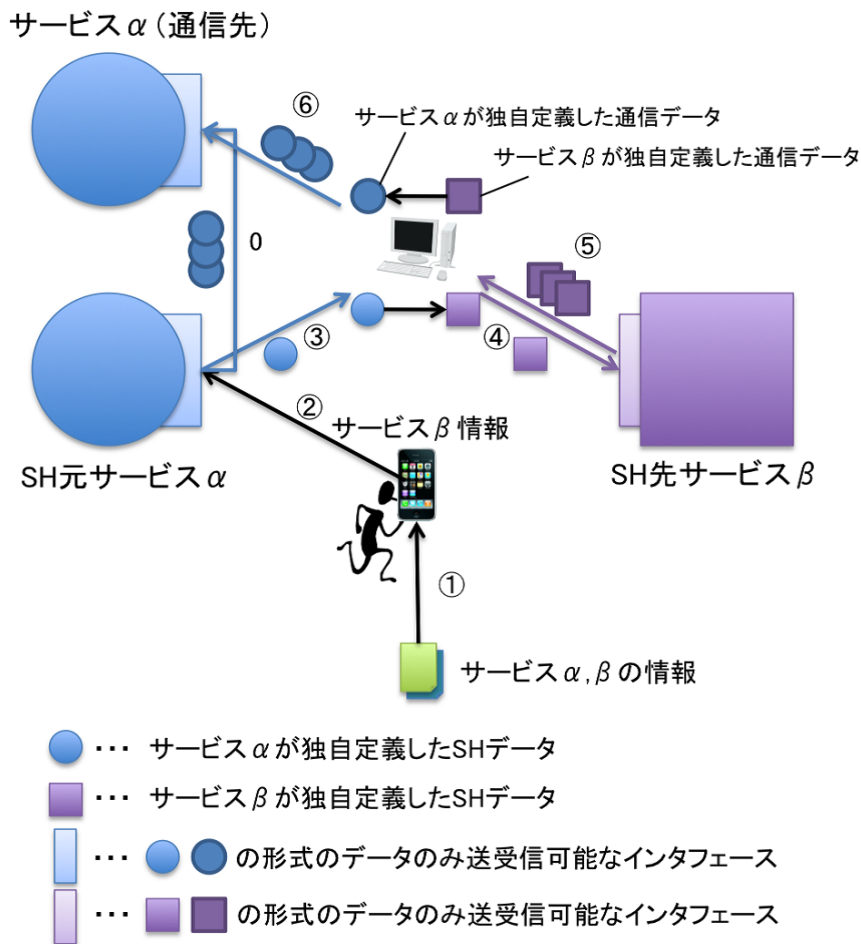 サービスα（通信先）
⑥
サービスαが独自定義した通信データ
サービスβが独自定義した通信データ
0
⑤
③
④
②
サービスβ情報
SH元サービスα
SH先サービスβ
①
サービスα,βの情報
･･･ サービスαが独自定義したSHデータ
･･･ サービスβが独自定義したSHデータ
･･･ の形式のデータのみ送受信可能なインタフェース
･･･ の形式のデータのみ送受信可能なインタフェース